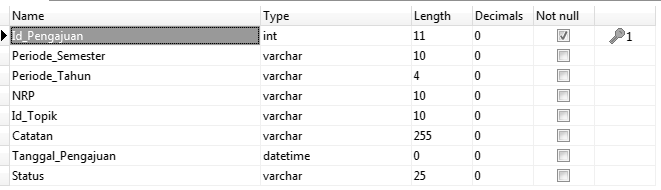 Name Type Length Decimals Not null
Id_Pengajuan int 11 0 1
Periode_Semester varchar 10 0
Periode_Tahun varchar 4 0
NRP varchar 10 0
Id_Topik varchar 10 0
Catatan varchar 255 0
Tanggal_Pengajuan datetime 0 0
Status varchar 25 0